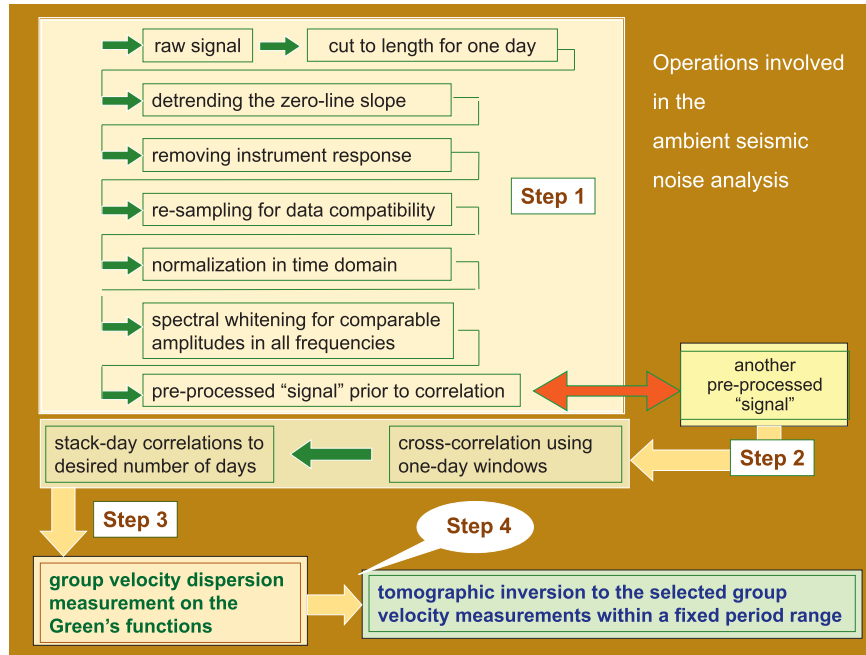 raw signal
cut to length for one day
detrending the zero-line slope
removing instrument response
re-sampling for data compatibility
normalization in time domain
spectral whitening for comparable
amplitudes in all frequencies
pre-processed “signal” prior to correlation
Step 1
Operations involved
in the
ambient seismic
noise analysis
another
pre-processed
“signal”
Step 2
cross-correlation using
one-day windows
stack-day correlations to
desired number of days
Step 3
group velocity dispersion
measurement on the
Green’s functions
Step 4
tomographic inversion to the selected group
velocity measurements within a fixed period range